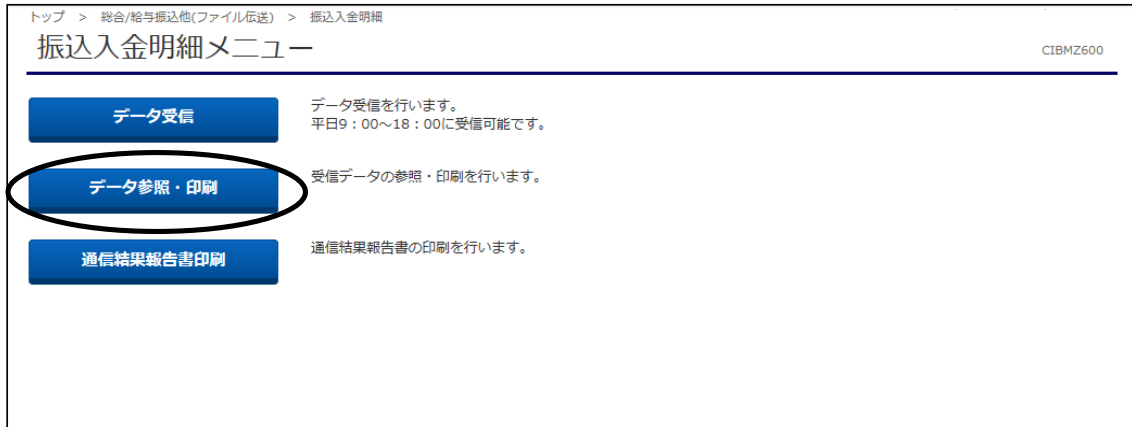 トップ > 総合/給与振込他(ファイル伝送) > 振込入金明細
振込入金明細メニュー
CIBMZ600
データ受信
データ受信を行います。
平日9：00～18：00に受信可能です。
データ参照・印刷
受信データの参照・印刷を行います。
通信結果報告書印刷
通信結果報告書の印刷を行います。